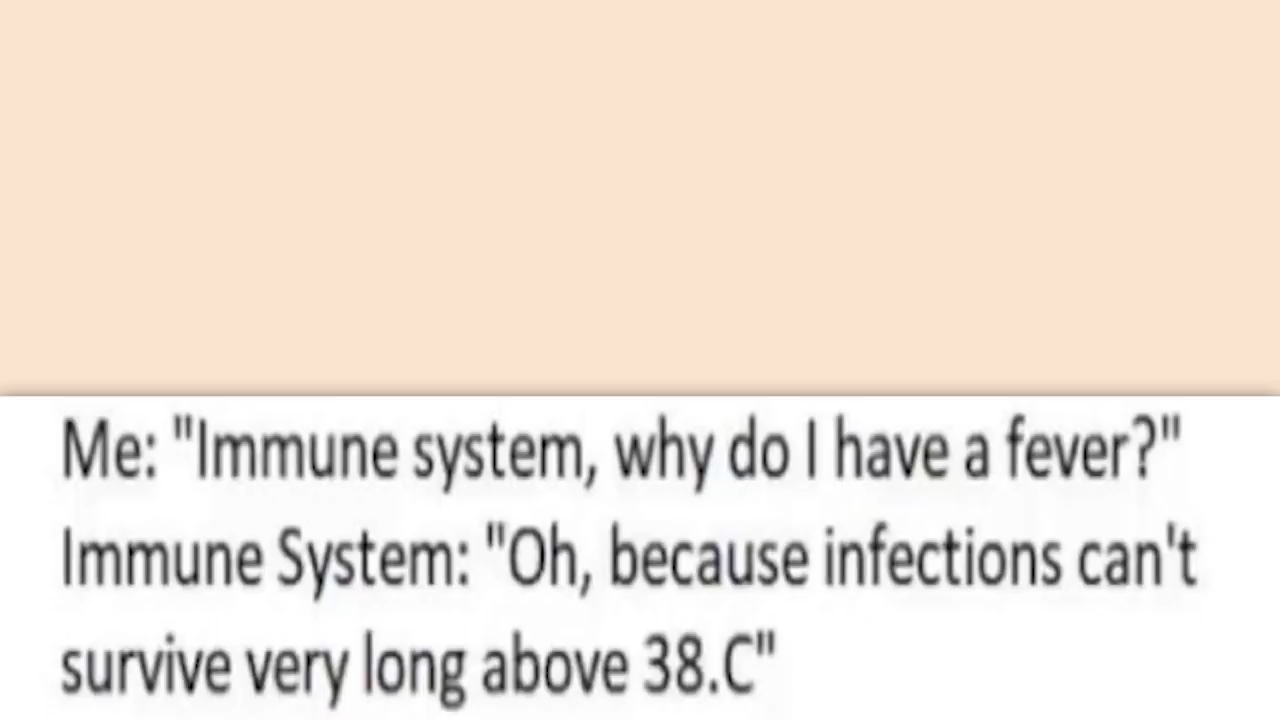 Me: "Immune system, why do I have a fever?"
Immune System: "Oh, because infections can't
survive very long above 38.C"